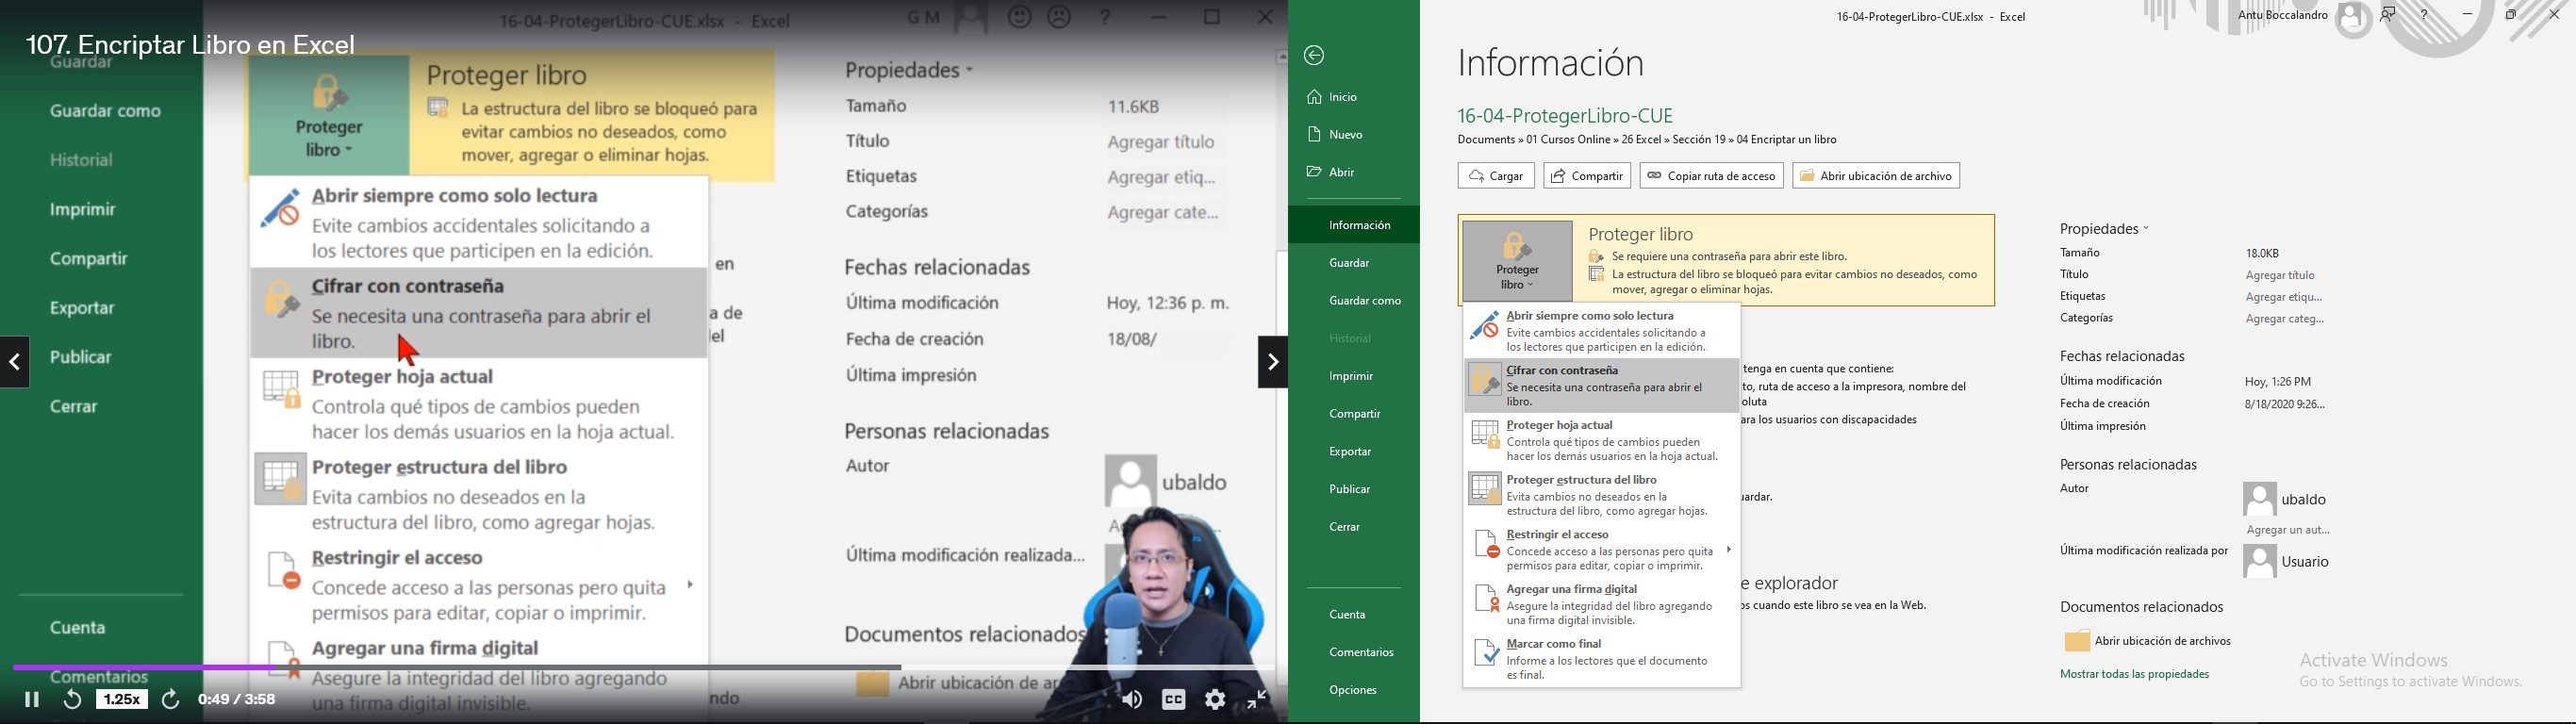 16-04-ProtegerLibro-CUE.xlsx - Excel
G M
?
107. Encriptar Libro en Excel
Guardar
Guardar como
Historial
Imprimir
Compartir
Exportar
Publicar
Cerrar
Cuenta
Comentarios
Proteger
libro
Proteger libro
La estructura del libro se bloqueó para
evitar cambios no deseados, como
mover, agregar o eliminar hojas.
Abrir siempre como solo lectura
Evite cambios accidentales solicitando a
los lectores que participen en la edición.
Cifrar con contraseña
Se necesita una contraseña para abrir el
libro.
Proteger hoja actual
Controla qué tipos de cambios pueden
hacer los demás usuarios en la hoja actual.
Proteger estructura del libro
Evita cambios no deseados en la
estructura del libro, como agregar hojas.
Restringir el acceso
Concede acceso a las personas pero quita
permisos para editar, copiar o imprimir.
Agregar una firma digital
Asegure la integridad del libro agregando
una firma digital invisible.
en
a de
el
ndo
Propiedades
Tamaño 11.6KB
Título Agregar título
Etiquetas Agregar etiq...
Categorías Agregar cate...
Fechas relacionadas
Última modificación Hoy, 12:36 p. m.
Fecha de creación 18/08/
Última impresión
Personas relacionadas
Autor
ubaldo
Última modificación realizada...
Documentos relacionados
Abrir ubicación de ar
1.25x
0:49 / 3:58
CC
16-04-ProtegerLibro-CUE.xlsx - Excel
Antu Boccalandro
?
Inicio
Nuevo
Abrir
Información
Guardar
Guardar como
Historial
Imprimir
Compartir
Exportar
Publicar
Cerrar
Cuenta
Comentarios
Opciones
Información
16-04-ProtegerLibro-CUE
Documents » 01 Cursos Online » 26 Excel » Sección 19 » 04 Encriptar un libro
Cargar
Compartir
Copiar ruta de acceso
Abrir ubicación de archivo
Proteger
libro
Proteger libro
Se requiere una contraseña para abrir este libro.
La estructura del libro se bloqueó para evitar cambios no deseados, como
mover, agregar o eliminar hojas.
Abrir siempre como solo lectura
Evite cambios accidentales solicitando a
los lectores que participen en la edición.
Cifrar con contraseña
Se necesita una contraseña para abrir el
libro.
Proteger hoja actual
Controla qué tipos de cambios pueden
hacer los demás usuarios en la hoja actual.
Proteger estructura del libro
Evita cambios no deseados en la
estructura del libro, como agregar hojas.
Restringir el acceso
Concede acceso a las personas pero quita
permisos para editar, copiar o imprimir.
Agregar una firma digital
Asegure la integridad del libro agregando
una firma digital invisible.
Marcar como final
Informe a los lectores que el documento
es final.
tenga en cuenta que contiene:
to, ruta de acceso a la impresora, nombre del
oluta
ara los usuarios con discapacidades
uardar.
e explorador
os cuando este libro se vea en la Web.
Propiedades
Tamaño 18.0KB
Título Agregar título
Etiquetas Agregar etiqu...
Categorías Agregar categ...
Fechas relacionadas
Última modificación Hoy, 1:26 PM
Fecha de creación 8/18/2020 9:26...
Última impresión
Personas relacionadas
Autor
ubaldo
Agregar un aut...
Última modificación realizada por
Usuario
Documentos relacionados
Abrir ubicación de archivos
Mostrar todas las propiedades
Activate Windows
Go to Settings to activate Windows.